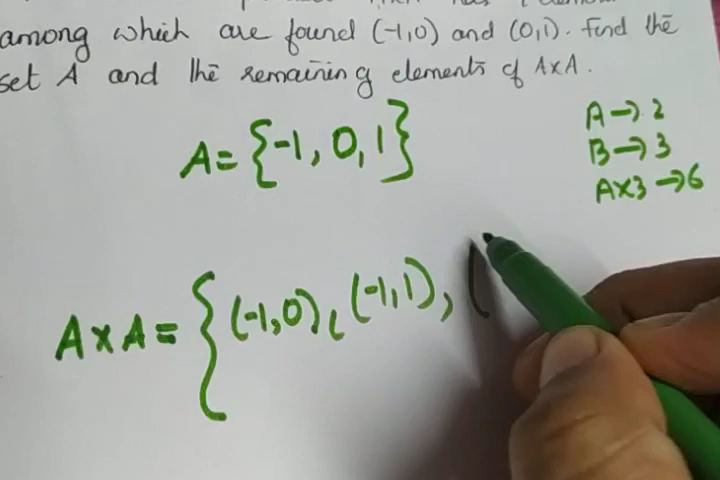 among which are found (-1,0) and (0,1). Find the
set A and the remaining elements of A×A.
A = {-1, 0, 1}
A → 2
B → 3
A×3 → 6
A × A = { (-1,0), (-1,1), (